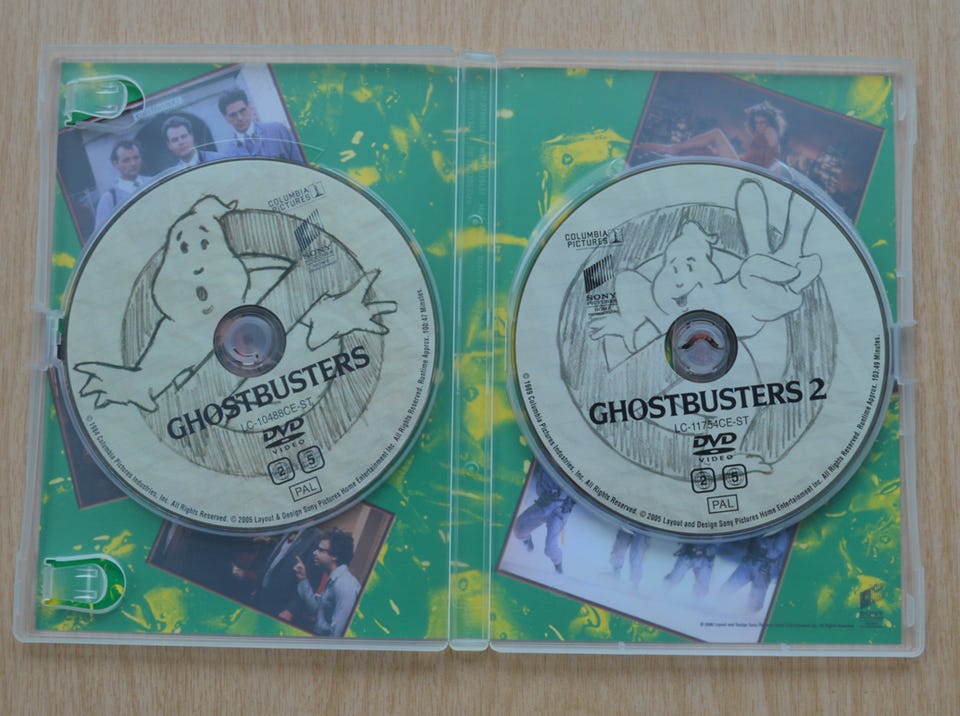 COLUMBIA
PICTURES
SONY
GHOSTBUSTERS
LC-10488CE-ST
DVD
VIDEO
2 5
PAL
© 1984 Columbia Pictures Industries, Inc. All Rights Reserved. © 2005 Layout & Design Sony Pictures Home Entertainment Inc. All Rights Reserved. Runtime Approx. 100:47 Minutes.
COLUMBIA
PICTURES
SONY
PICTURES
HOME
GHOSTBUSTERS 2
LC-11754CE-ST
DVD
VIDEO
2 5
PAL
© 1989 Columbia Pictures Industries, Inc. All Rights Reserved. © 2005 Layout and Design Sony Pictures Home Entertainment Inc. All Rights Reserved. Runtime Approx. 103:49 Minutes.